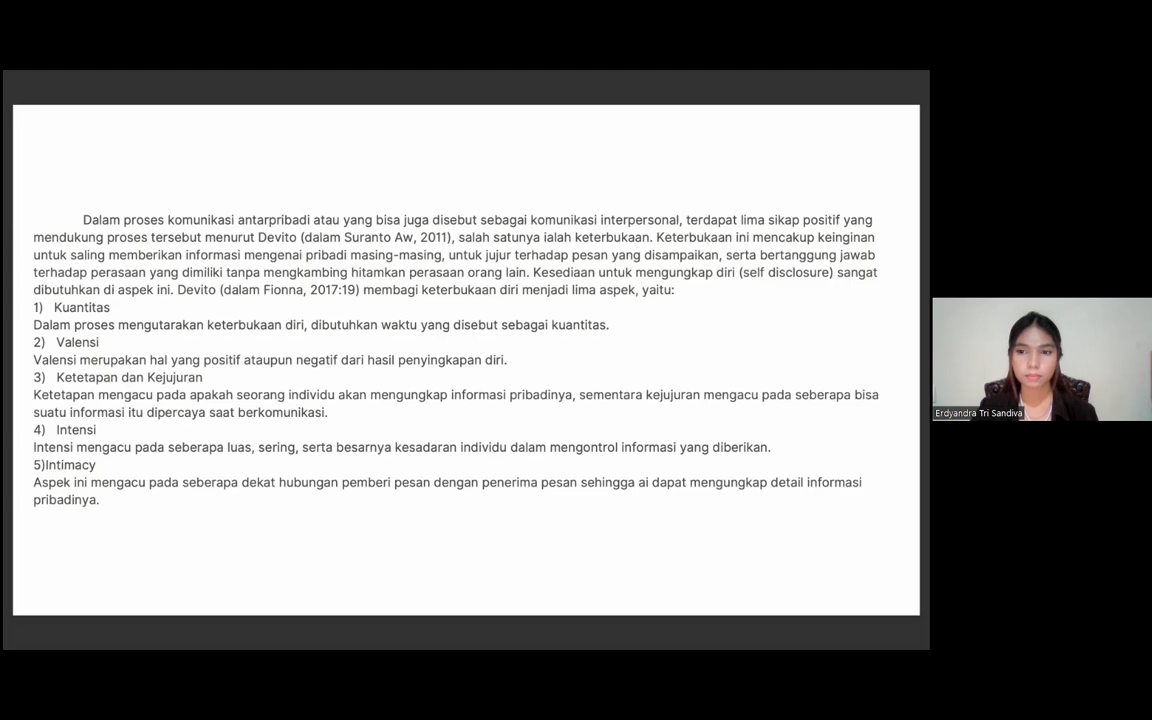 Dalam proses komunikasi antarpribadi atau yang bisa juga disebut sebagai komunikasi interpersonal, terdapat lima sikap positif yang
mendukung proses tersebut menurut Devito (dalam Suranto Aw, 2011), salah satunya ialah keterbukaan. Keterbukaan ini mencakup keinginan
untuk saling memberikan informasi mengenai pribadi masing-masing, untuk jujur terhadap pesan yang disampaikan, serta bertanggung jawab
terhadap perasaan yang dimiliki tanpa mengkambing hitamkan perasaan orang lain. Kesediaan untuk mengungkap diri (self disclosure) sangat
dibutuhkan di aspek ini. Devito (dalam Fionna, 2017:19) membagi keterbukaan diri menjadi lima aspek, yaitu:
1) Kuantitas
Dalam proses mengutarakan keterbukaan diri, dibutuhkan waktu yang disebut sebagai kuantitas.
2) Valensi
Valensi merupakan hal yang positif ataupun negatif dari hasil penyingkapan diri.
3) Ketetapan dan Kejujuran
Ketetapan mengacu pada apakah seorang individu akan mengungkap informasi pribadinya, sementara kejujuran mengacu pada seberapa bisa
suatu informasi itu dipercaya saat berkomunikasi.
4) Intensi
Intensi mengacu pada seberapa luas, sering, serta besarnya kesadaran individu dalam mengontrol informasi yang diberikan.
5)Intimacy
Aspek ini mengacu pada seberapa dekat hubungan pemberi pesan dengan penerima pesan sehingga ai dapat mengungkap detail informasi
pribadinya.
Erdyandra Tri Sandiva